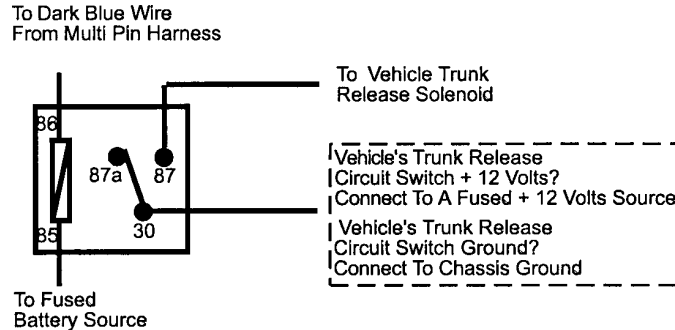 To Dark Blue Wire
From Multi Pin Harness
To Vehicle Trunk
Release Solenoid
86
87a
87
85
30
Vehicle's Trunk Release
Circuit Switch + 12 Volts?
Connect To A Fused + 12 Volts Source
Vehicle's Trunk Release
Circuit Switch Ground?
Connect To Chassis Ground
To Fused
Battery Source